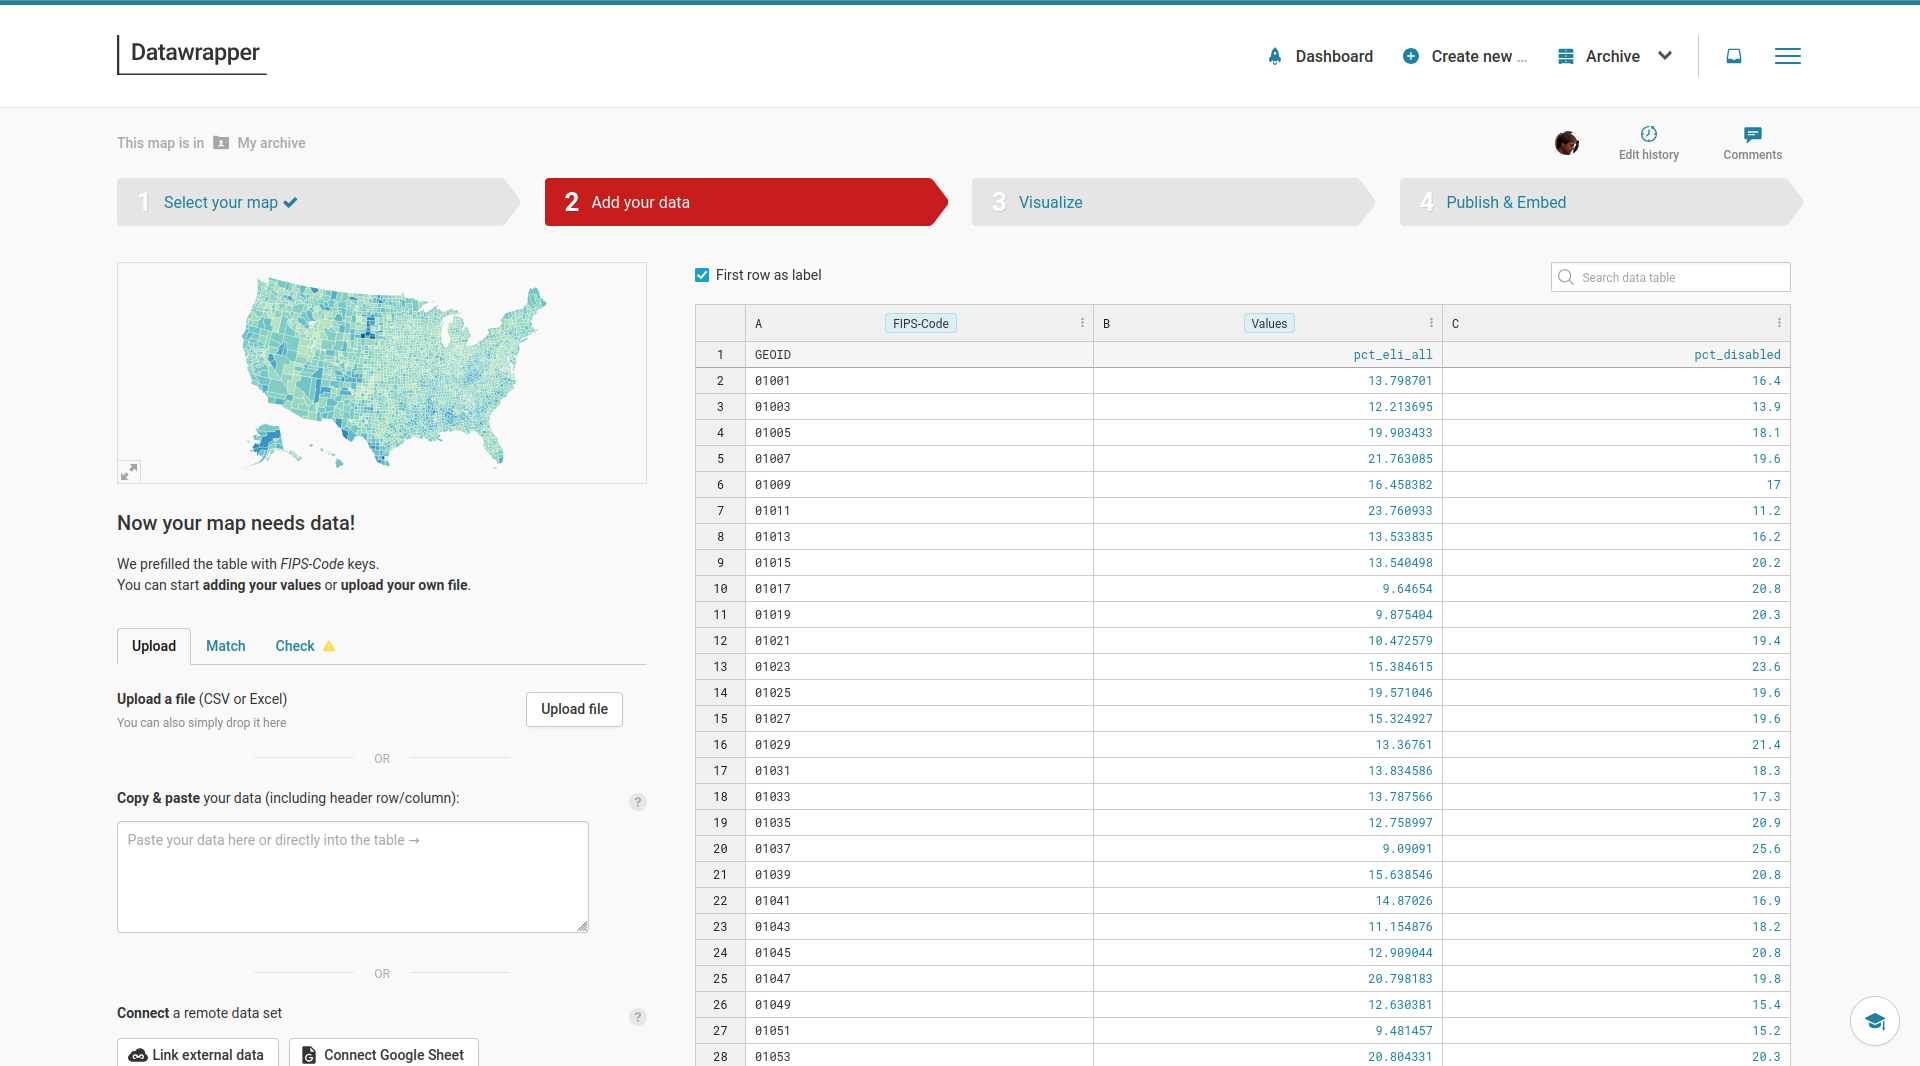 Datawrapper
Dashboard Create new ... Archive
This map is in My archive
Edit history Comments
1 Select your map 2 Add your data 3 Visualize 4 Publish & Embed
First row as label Search data table
A FIPS-Code B Values C
1 GEOID pct_eli_all pct_disabled
2 01001 13.798701 16.4
3 01003 12.213695 13.9
4 01005 19.903433 18.1
5 01007 21.763085 19.6
6 01009 16.458382 17
7 01011 23.760933 11.2
8 01013 13.533835 16.2
9 01015 13.540498 20.2
10 01017 9.64654 20.8
11 01019 9.875404 20.3
12 01021 10.472579 19.4
13 01023 15.384615 23.6
14 01025 19.571046 19.6
15 01027 15.324927 19.6
16 01029 13.36761 21.4
17 01031 13.834586 18.3
18 01033 13.787566 17.3
19 01035 12.758997 20.9
20 01037 9.09091 25.6
21 01039 15.638546 20.8
22 01041 14.87026 16.9
23 01043 11.154876 18.2
24 01045 12.909044 20.8
25 01047 20.798183 19.8
26 01049 12.630381 15.4
27 01051 9.481457 15.2
28 01053 20.804331 20.3
Now your map needs data!
We prefilled the table with FIPS-Code keys.
You can start adding your values or upload your own file.
Upload Match Check
Upload a file (CSV or Excel)
You can also simply drop it here
Upload file
OR
Copy & paste your data (including header row/column):
?
Paste your data here or directly into the table →
OR
Connect a remote data set
?
Link external data Connect Google Sheet